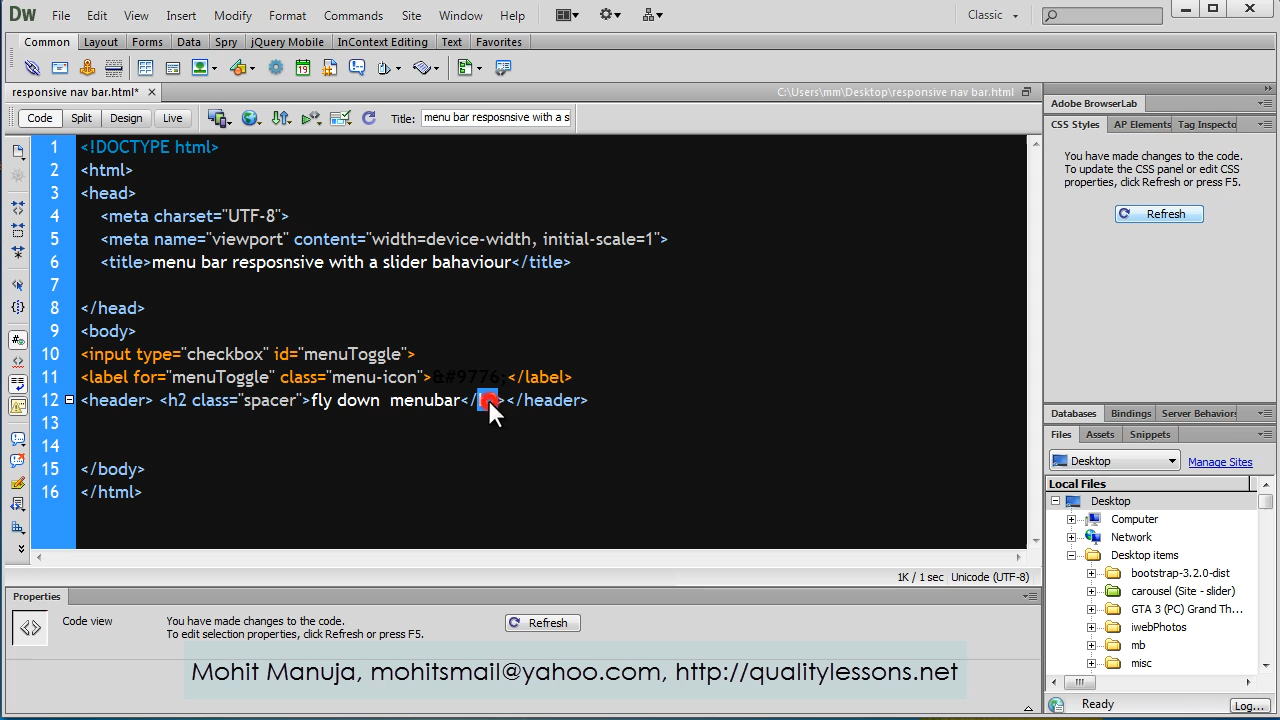 Dw File Edit View Insert Modify Format Commands Site Window Help Classic
Common Layout Forms Data Spry jQuery Mobile InContext Editing Text Favorites
responsive nav bar.html* C:\Users\mm\Desktop\responsive nav bar.html
Code Split Design Live Title: menu bar resposnsive with a s
1 <!DOCTYPE html>
2 <html>
3 <head>
4 <meta charset="UTF-8">
5 <meta name="viewport" content="width=device-width, initial-scale=1">
6 <title>menu bar resposnsive with a slider bahaviour</title>
7
8 </head>
9 <body>
10 <input type="checkbox" id="menuToggle">
11 <label for="menuToggle" class="menu-icon">&#9776;</label>
12 <header> <h2 class="spacer">fly down  menubar</ ></header>
13
14
15 </body>
16 </html>
1K / 1 sec Unicode (UTF-8)
Properties
Code view
You have made changes to the code.
To edit selection properties, click Refresh or press F5.
Refresh
Mohit Manuja, mohitsmail@yahoo.com, http://qualitylessons.net
Adobe BrowserLab
CSS Styles AP Elements Tag Inspecto
You have made changes to the code.
To update the CSS panel or edit CSS
properties, click Refresh or press F5.
Refresh
Databases Bindings Server Behaviors
Files Assets Snippets
Desktop Manage Sites
Local Files
Desktop
Computer
Network
Desktop items
bootstrap-3.2.0-dist
carousel (Site - slider)
GTA 3 (PC) Grand Th...
iwebPhotos
mb
misc
Ready Log...